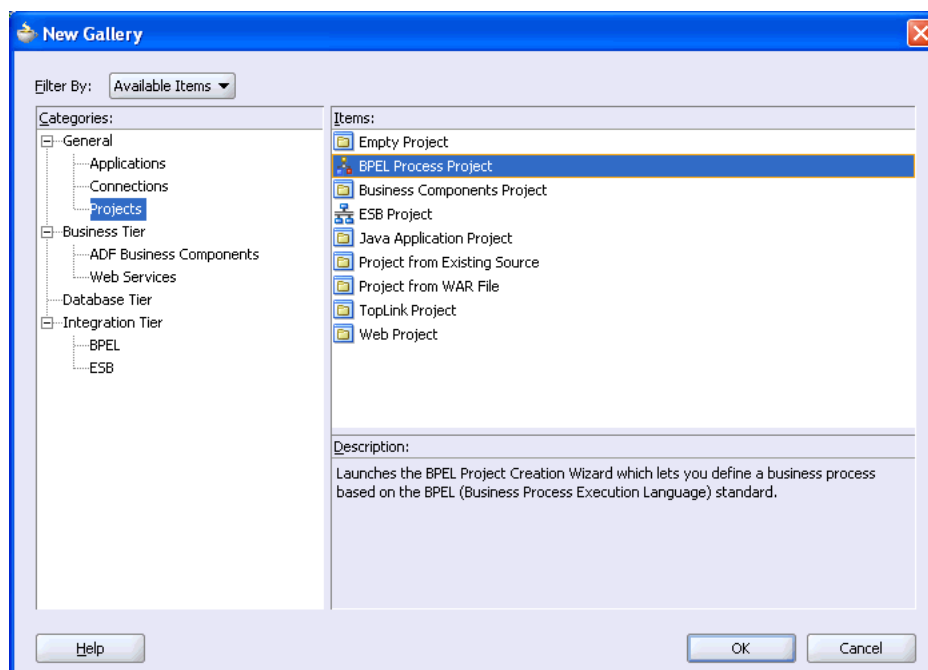 New Gallery
Filter By: Available Items
Categories:
General
Applications
Connections
Projects
Business Tier
ADF Business Components
Web Services
Database Tier
Integration Tier
BPEL
ESB
Items:
Empty Project
BPEL Process Project
Business Components Project
ESB Project
Java Application Project
Project from Existing Source
Project from WAR File
TopLink Project
Web Project
Description:
Launches the BPEL Project Creation Wizard which lets you define a business process
based on the BPEL (Business Process Execution Language) standard.
Help OK Cancel